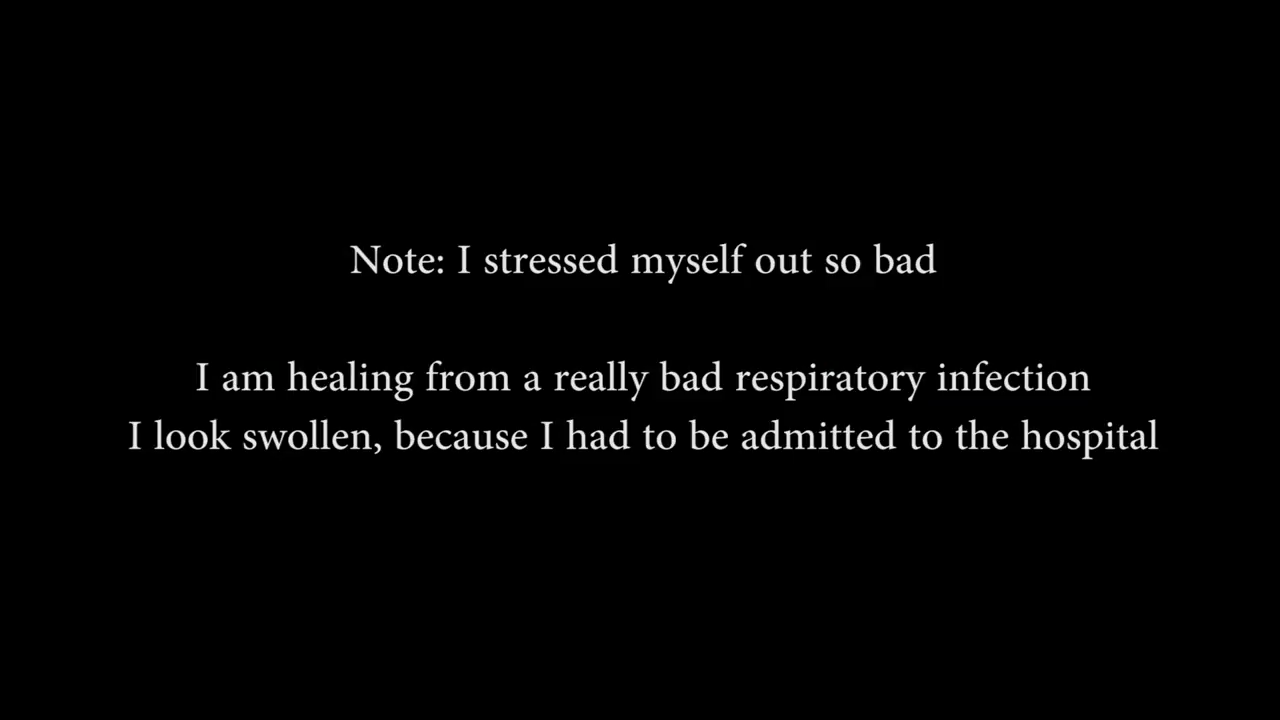 Note: I stressed myself out so bad
I am healing from a really bad respiratory infection
I look swollen, because I had to be admitted to the hospital